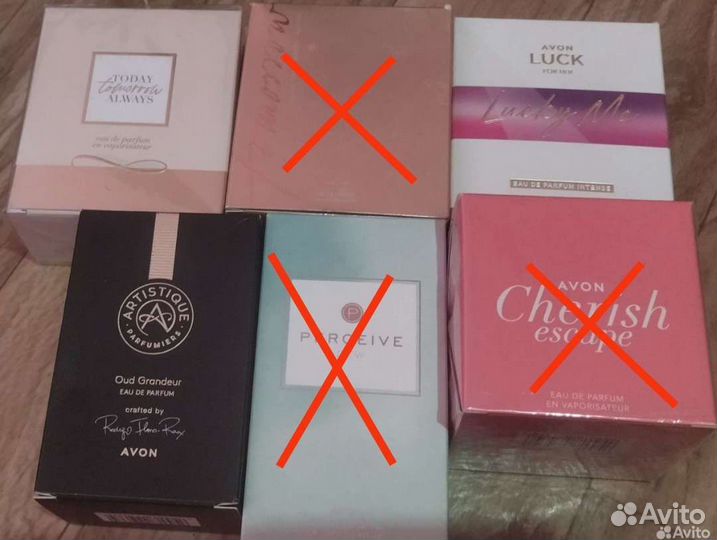 TODAY
tomorrow
ALWAYS
eau de parfum
en vaporisateur
AVON
LUCK
FOR HER
Lucky Me
EAU DE PARFUM INTENSE
ARTISTIQUE
PARFUMIERS
Oud Grandeur
EAU DE PARFUM
crafted by
AVON
P
PERCEIVE
AVON
Cherish
escape
EAU DE PARFUM
EN VAPORISATEUR
Avito
Avito